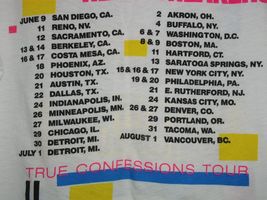 JUNE 9 SAN DIEGO, CA.
11 RENO, NV.
12 SACRAMENTO, CA.
13 & 14 BERKELEY, CA.
16 & 17 COSTA MESA, CA.
18 PHOENIX, AZ.
20 HOUSTON, TX.
21 AUSTIN, TX.
22 DALLAS, TX.
24 INDIANAPOLIS, IN.
26 MINNEAPOLIS, MN.
27 MILWAUKEE, WI.
29 CHICAGO, IL.
30 DETROIT, MI.
JULY 1 DETROIT, MI.
2 AKRON, OH.
4 BUFFALO, NY.
6 & 7 WASHINGTON, D.C.
8 & 9 BOSTON, MA.
11 HARTFORD, CT.
13 SARATOGA SPRINGS, NY.
15 & 16 & 17 NEW YORK CITY, NY.
19 & 20 PHILADELPHIA, PA.
21 E. RUTHERFORD, NJ.
24 KANSAS CITY, MO.
26 & 27 DENVER, CO.
29 PORTLAND, OR.
31 TACOMA, WA.
AUGUST 1 VANCOUVER, BC.
TRUE CONFESSIONS TOUR